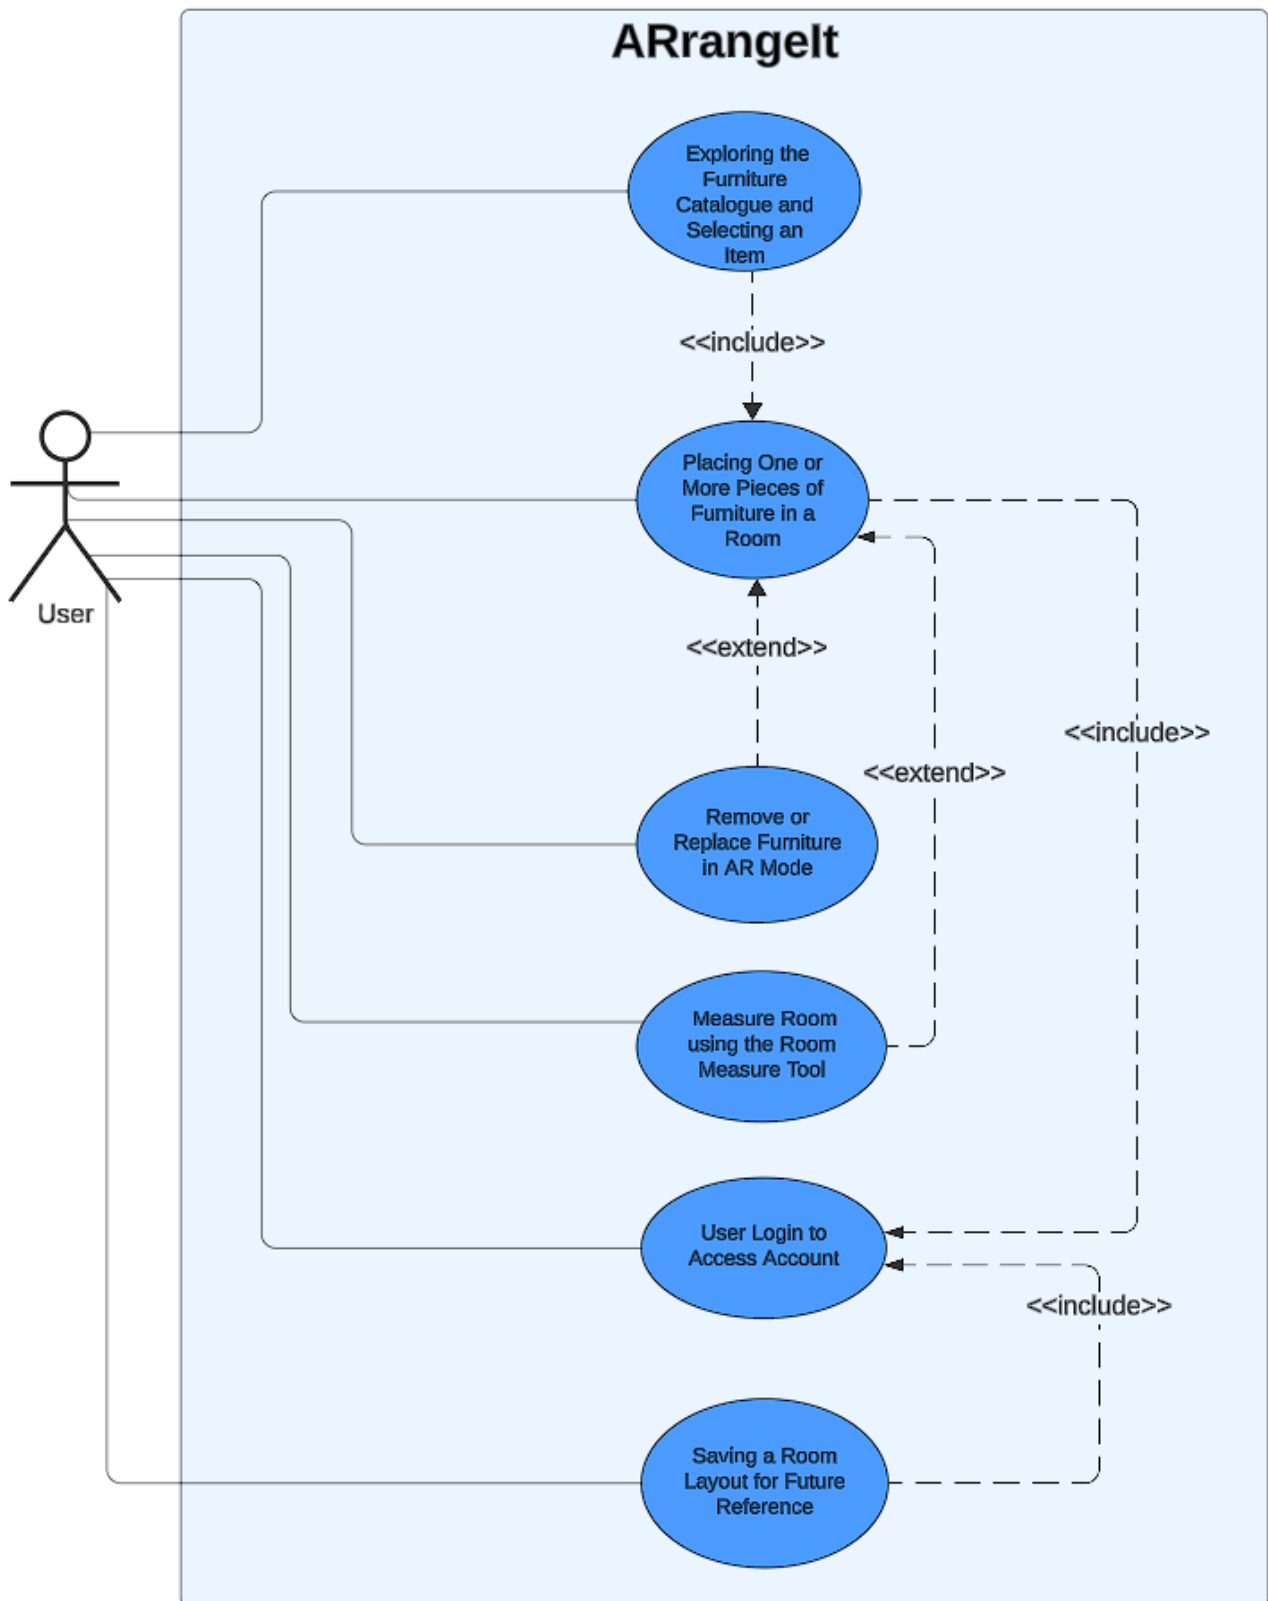 ARrangeIt
Exploring the
Furniture
Catalogue and
Selecting an
Item
<<include>>
Placing One or
More Pieces of
Furniture in a
Room
User
<<extend>>
<<include>>
<<extend>>
Remove or
Replace Furniture
in AR Mode
Measure Room
using the Room
Measure Tool
User Login to
Access Account
<<include>>
Saving a Room
Layout for Future
Reference